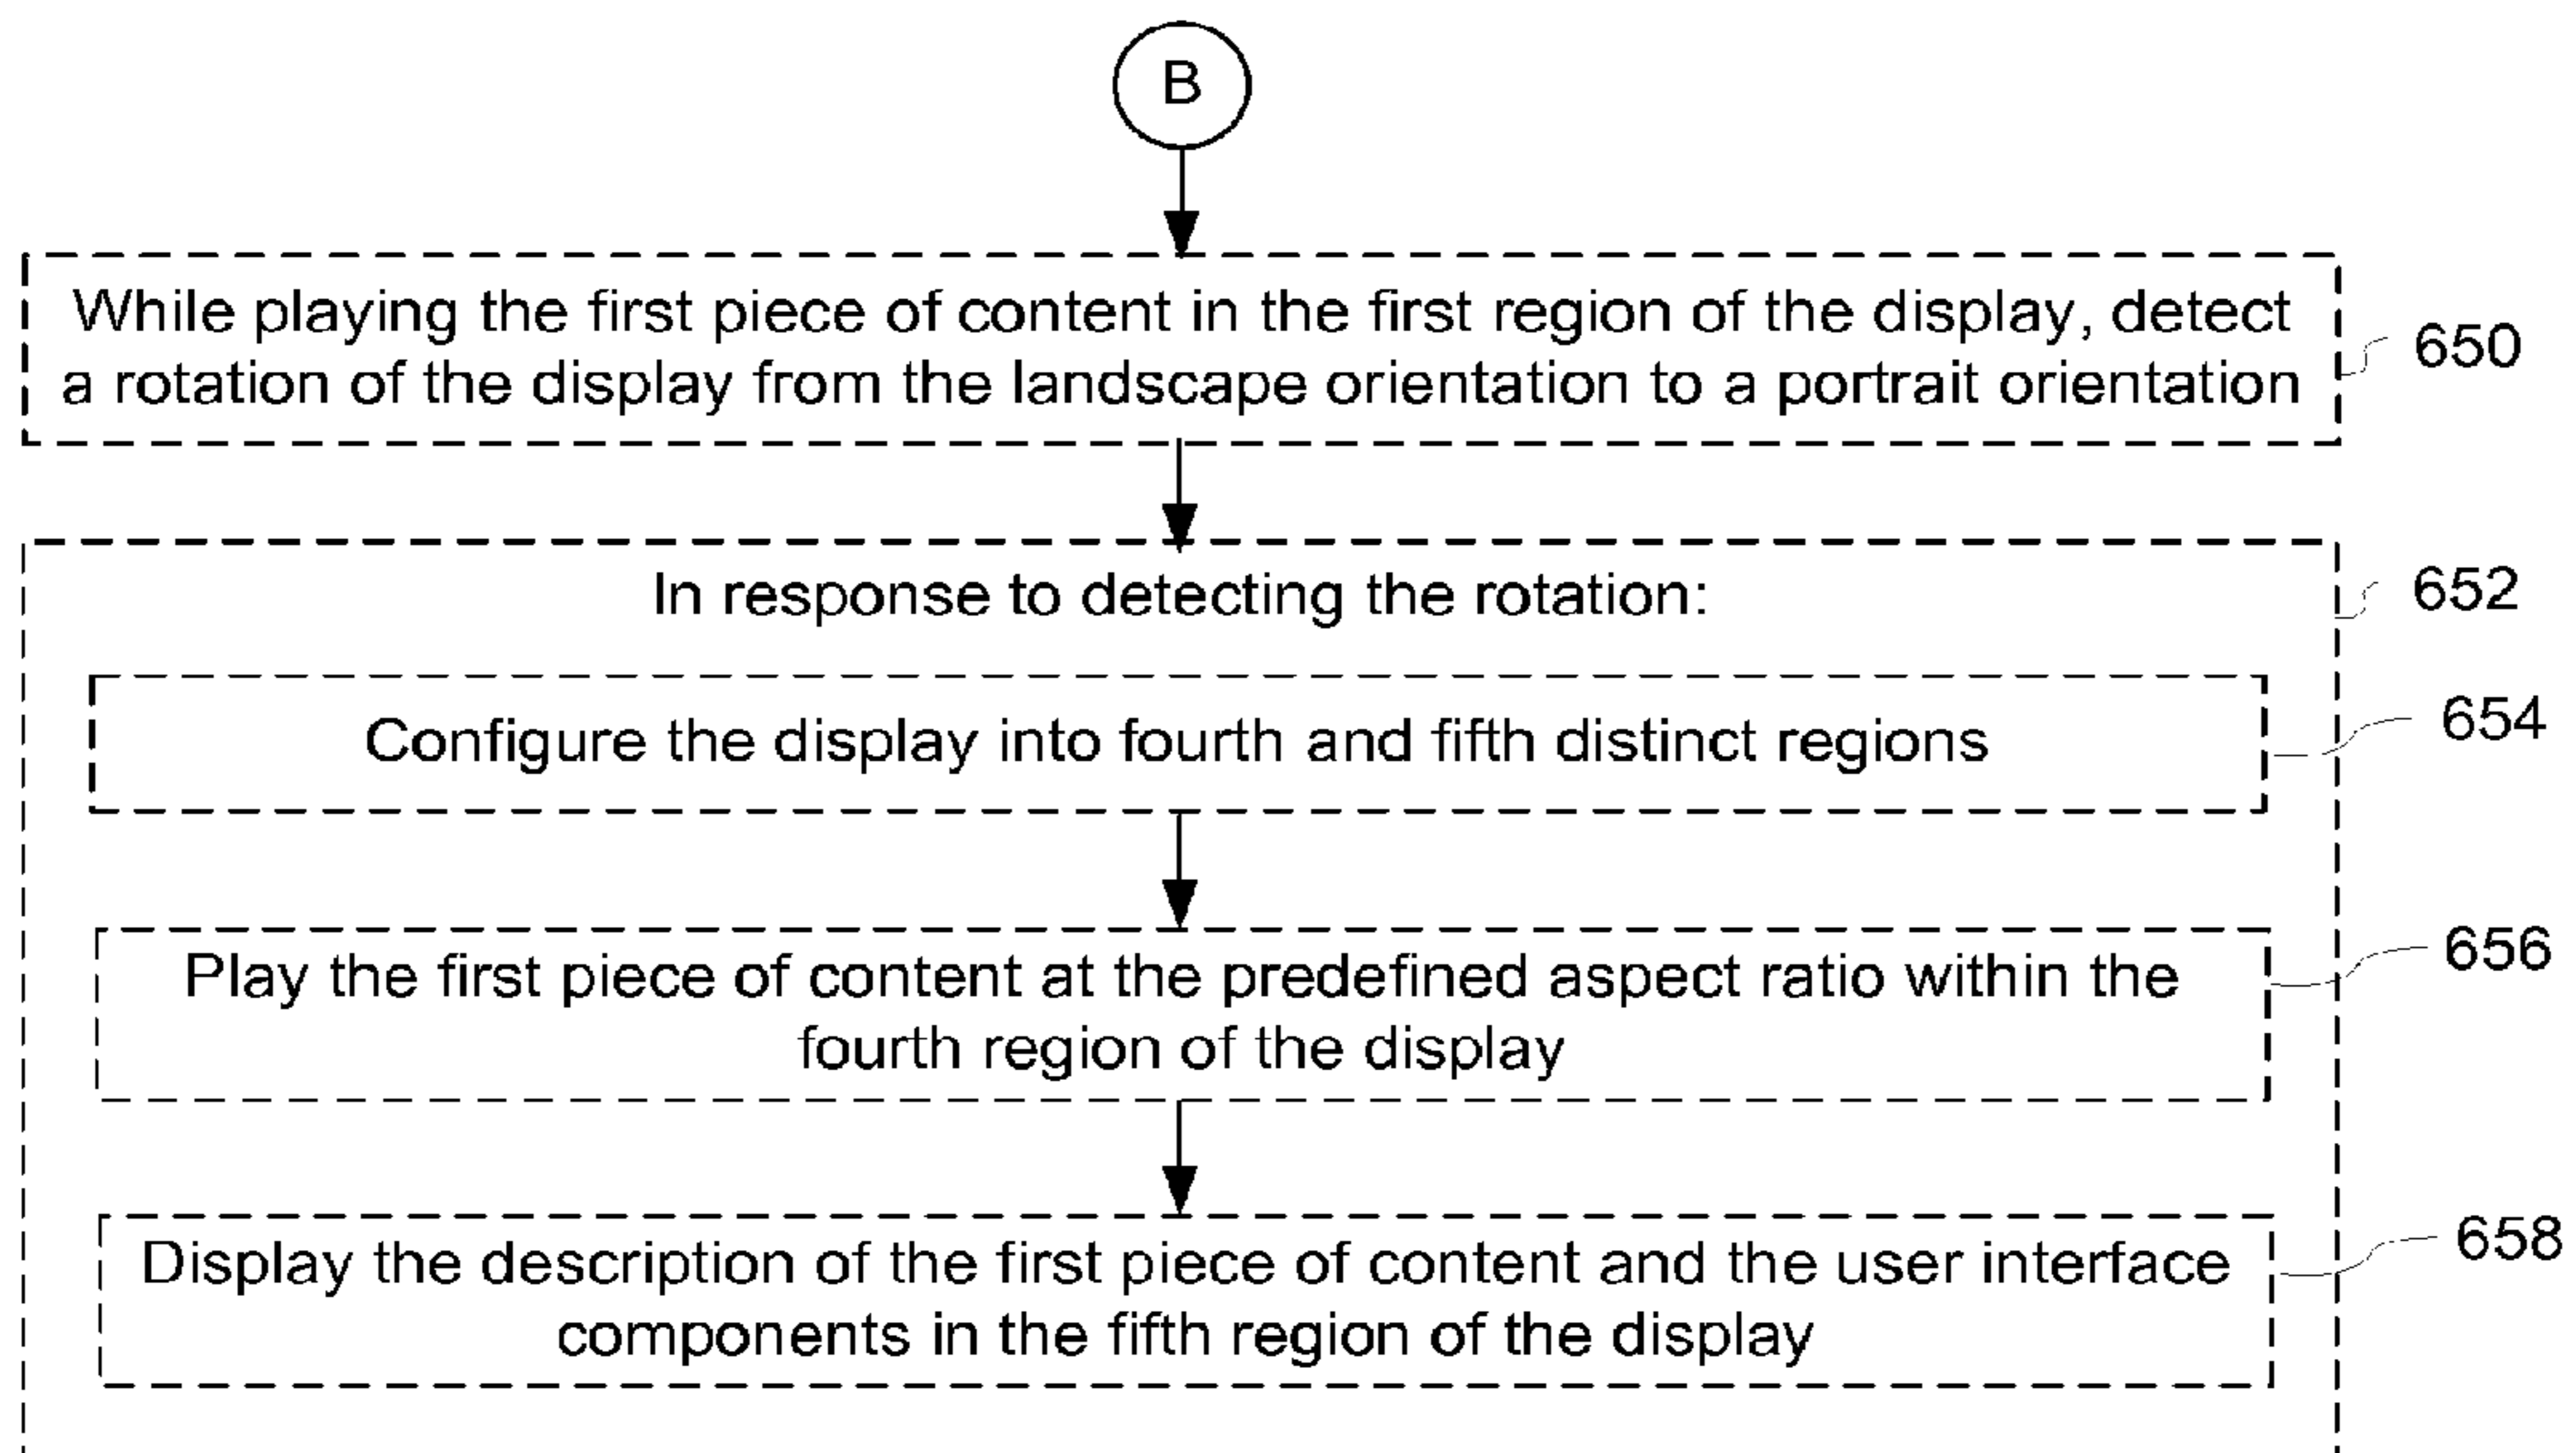 B
While playing the first piece of content in the first region of the display, detect
a rotation of the display from the landscape orientation to a portrait orientation
650
In response to detecting the rotation:
652
Configure the display into fourth and fifth distinct regions
654
Play the first piece of content at the predefined aspect ratio within the
fourth region of the display
656
Display the description of the first piece of content and the user interface
components in the fifth region of the display
658